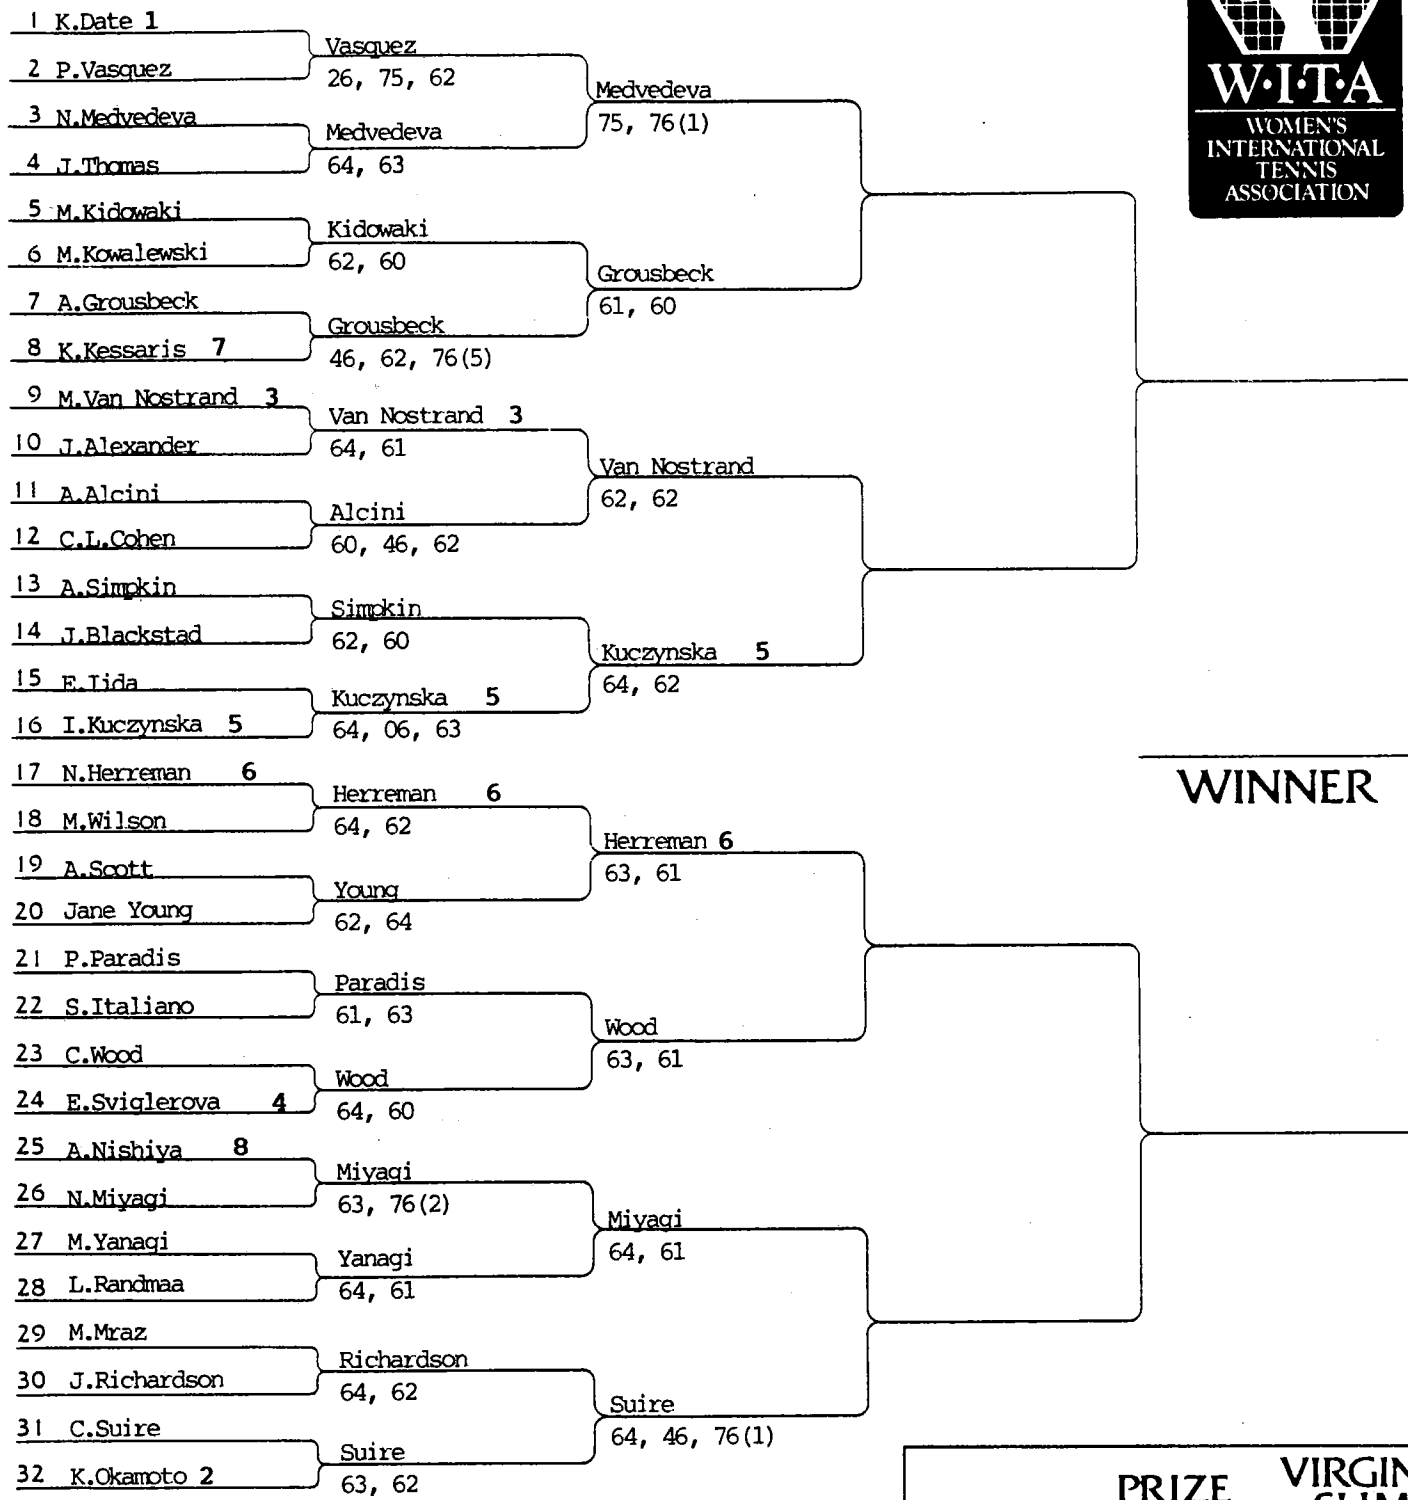 1 K.Date 1
2 P.Vasquez
3 N.Medvedeva
4 J.Thomas
5 M.Kidowaki
6 M.Kowalewski
7 A.Grousbeck
8 K.Kessaris 7
9 M.Van Nostrand 3
10 J.Alexander
11 A.Alcini
12 C.L.Cohen
13 A.Simpkin
14 J.Blackstad
15 E.Iida
16 I.Kuczynska 5
17 N.Herreman 6
18 M.Wilson
19 A.Scott
20 Jane Young
21 P.Paradis
22 S.Italiano
23 C.Wood
24 E.Sviglerova 4
25 A.Nishiya 8
26 N.Miyagi
27 M.Yanagi
28 L.Randmaa
29 M.Mraz
30 J.Richardson
31 C.Suire
32 K.Okamoto 2
Vasquez
26, 75, 62
Medvedeva
64, 63
Kidowaki
62, 60
Grousbeck
46, 62, 76(5)
Van Nostrand 3
64, 61
Alcini
60, 46, 62
Simpkin
62, 60
Kuczynska 5
64, 06, 63
Herreman 6
64, 62
Young
62, 64
Paradis
61, 63
Wood
64, 60
Miyagi
63, 76(2)
Yanagi
64, 61
Richardson
64, 62
Suire
63, 62
Medvedeva
75, 76(1)
Grousbeck
61, 60
Van Nostrand
62, 62
Kuczynska 5
64, 62
Herreman 6
63, 61
Wood
63, 61
Miyagi
64, 61
Suire
64, 46, 76(1)
W·I·T·A
WOMEN'S
INTERNATIONAL
TENNIS
ASSOCIATION
WINNER
PRIZE
VIRGIN